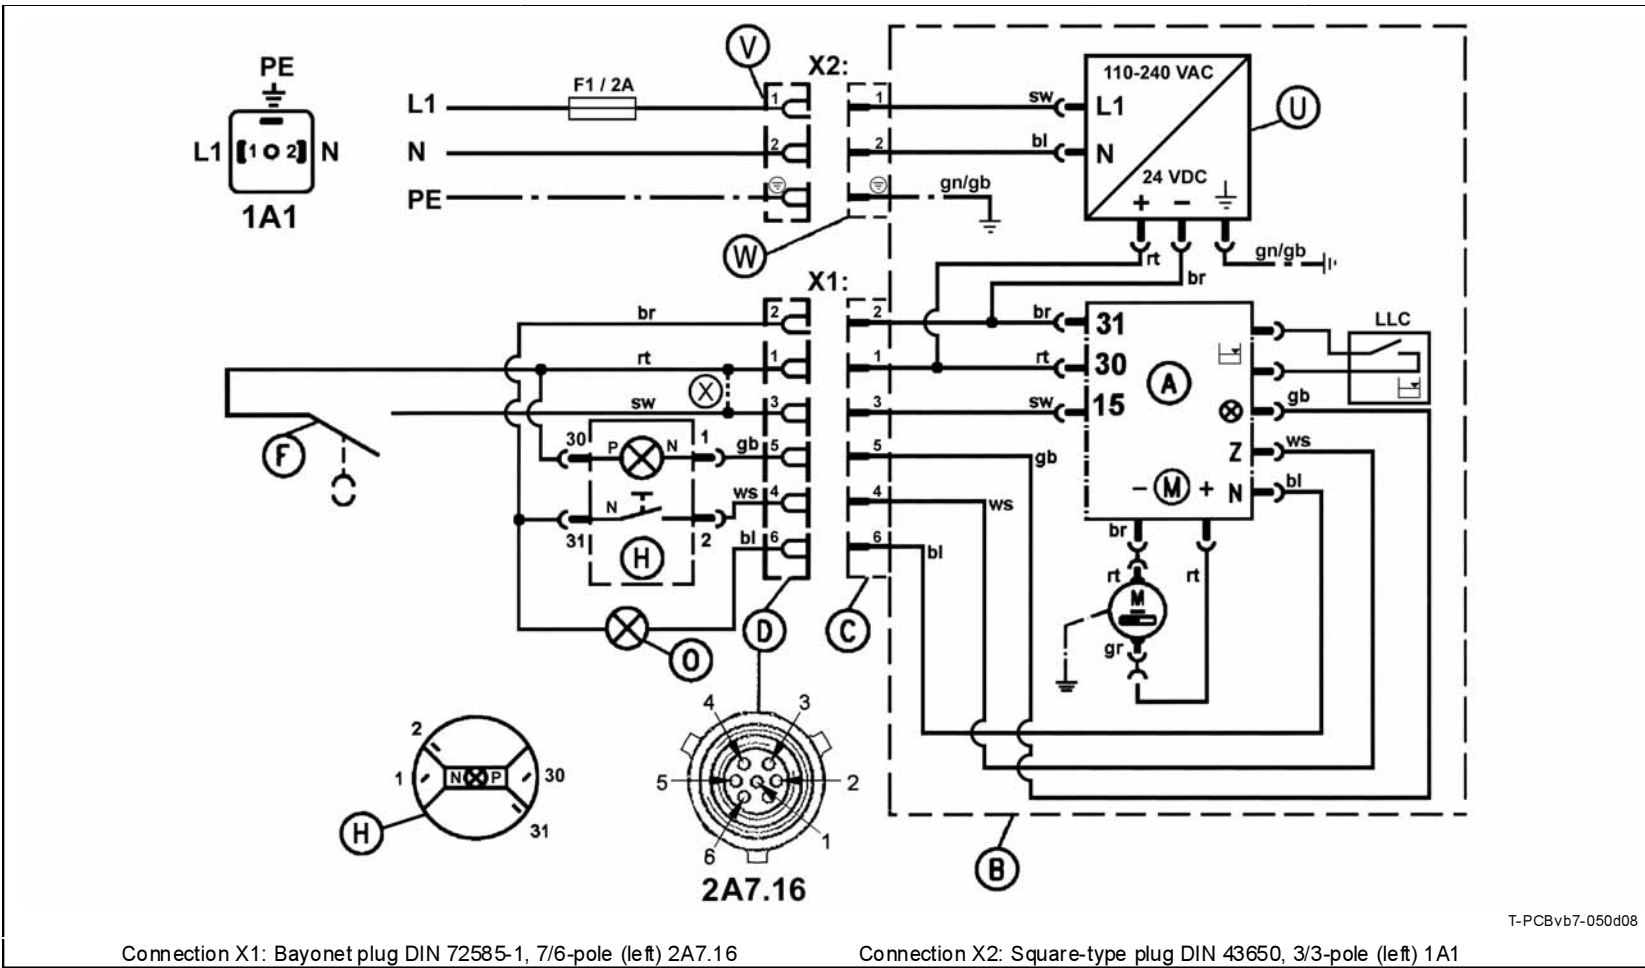 PE
L1 1 2 N
1A1
L1
N
PE
F1 / 2A
V
X2:
1
2
1
2
W
sw
bl
gn/gb
110-240 VAC
L1
N
24 VDC
+ −
U
rt
br
gn/gb
X1:
br
rt
sw
X
F
2
1
3
5
4
6
2
1
3
5
4
6
30
P
N
1
gb
N
ws
31
2
bl
H
O
D
C
br
rt
sw
gb
ws
bl
31
30
15
A
Z
N
− M +
LLC
gb
ws
bl
br
rt
rt
M
gr
B
2
1
N P
30
31
H
4
3
5
2
6
1
2A7.16
T-PCBvb7-050d08
Connection X1: Bayonet plug DIN 72585-1, 7/6-pole (left) 2A7.16
Connection X2: Square-type plug DIN 43650, 3/3-pole (left) 1A1